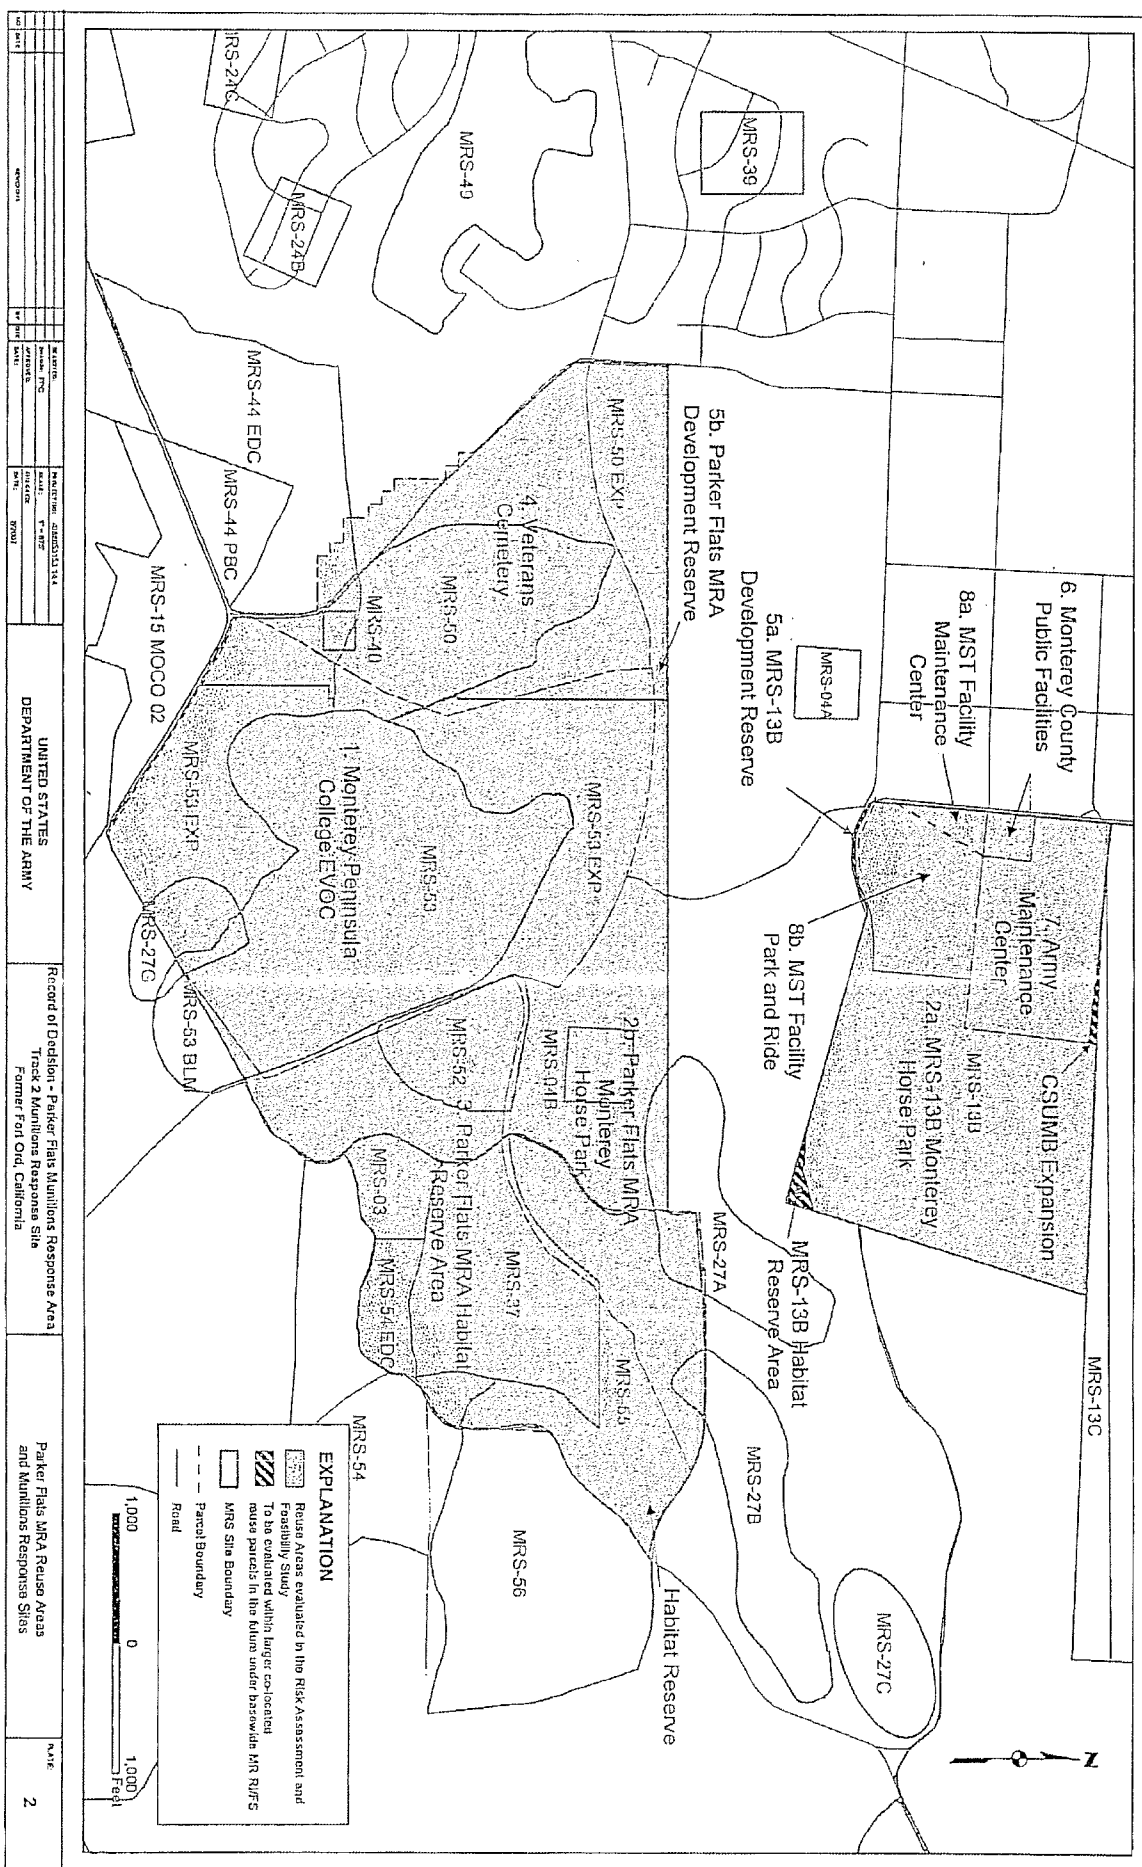 6. Monterey County
Public Facilities
8a. MST Facility
Maintenance
Center
7. Army
Maintenance
Center
CSUMB Expansion
MRS-13C
MRS-13B
2a. MRS-13B Monterey
Horse Park
8b. MST Facility
Park and Ride
5a. MRS-13B
Development Reserve
MRS-04A
MRS-39
5b. Parker Flats MRA
Development Reserve
MRS-13B Habitat
Reserve Area
MRS-27A
MRS-27B
MRS-27C
Habitat Reserve
MRS-50 EXP
4. Veterans
Cemetery
MRS-50
MRS-40
MRS-53 EXP
MRS-53
1. Monterey Peninsula
College EVOC
MRS-53 EXP
2b. Parker Flats MRA
Monterey
Horse Park
MRS-04B
MRS-52
3. Parker Flats MRA Habitat
Reserve Area
MRS-37
MRS-55
MRS-03
MRS-54 EDC
MRS-54
MRS-56
MRS-49
MRS-24B
MRS-24C
MRS-44 EDC
MRS-44 PBC
MRS-15 MOCO 02
MRS-27G
MRS-53 BLM
N
EXPLANATION
Reuse Areas evaluated in the Risk Assessment and
Feasibility Study
To be evaluated within larger co-located
reuse parcels in the future under basewide MR RI/FS
MRS Site Boundary
Parcel Boundary
Road
1,000 0 1,000
Feet
NO DATE REVISIONS BY
UNITED STATES
DEPARTMENT OF THE ARMY
Record of Decision - Parker Flats Munitions Response Area
Track 2 Munitions Response Site
Former Fort Ord, California
Parker Flats MRA Reuse Areas
and Munitions Response Sites
PLATE:
2